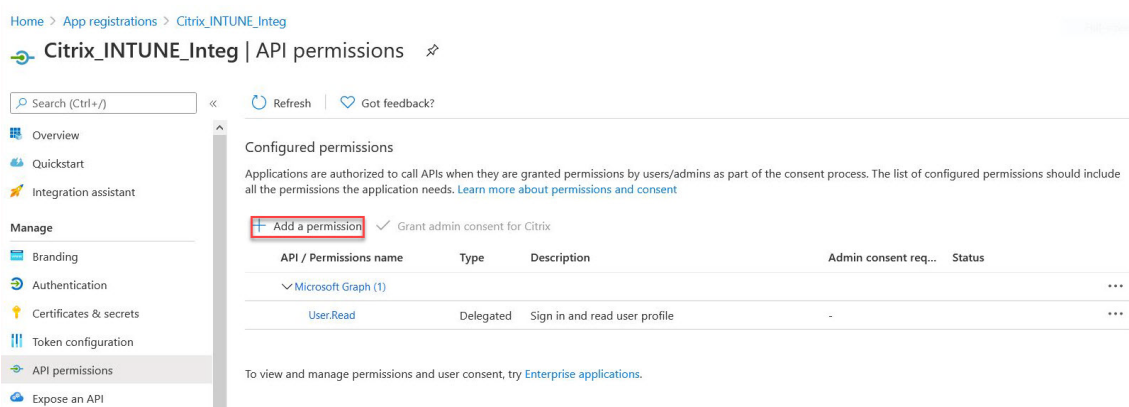 Home > App registrations > Citrix_INTUNE_Integ
Citrix_INTUNE_Integ | API permissions
Search (Ctrl+/)
«
Refresh
Got feedback?
Overview
Quickstart
Integration assistant
Manage
Branding
Authentication
Certificates & secrets
Token configuration
API permissions
Expose an API
Configured permissions
Applications are authorized to call APIs when they are granted permissions by users/admins as part of the consent process. The list of configured permissions should include
all the permissions the application needs. Learn more about permissions and consent
+ Add a permission ✓ Grant admin consent for Citrix
API / Permissions name Type Description Admin consent req... Status
Microsoft Graph (1) ...
User.Read Delegated Sign in and read user profile - ...
To view and manage permissions and user consent, try Enterprise applications.